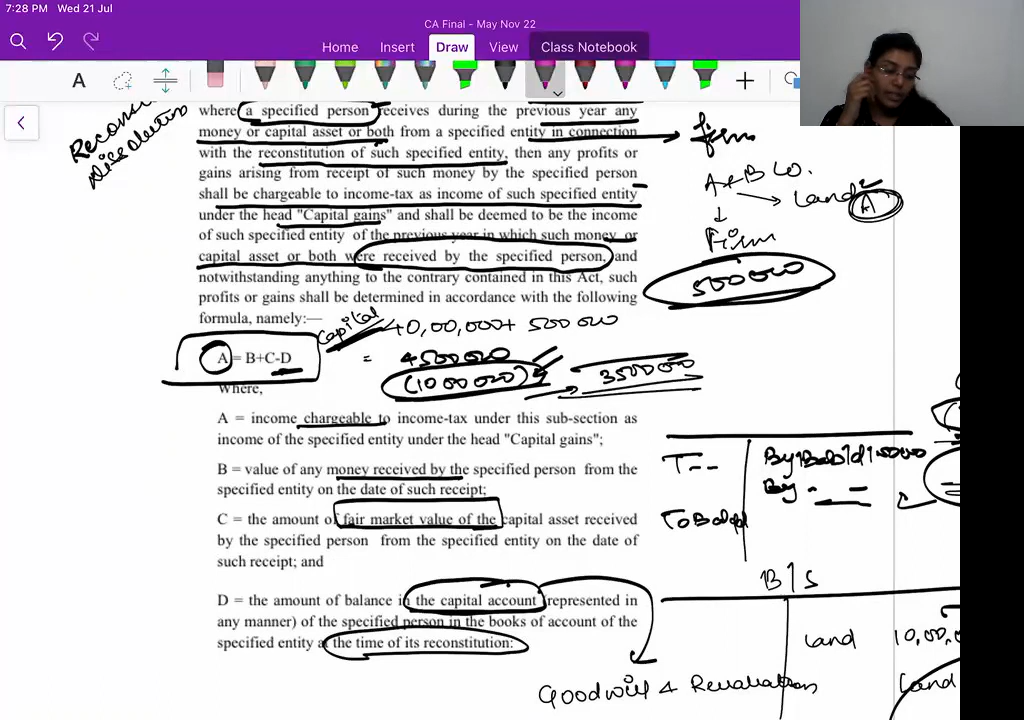 7:28 PM Wed 21 Jul
CA Final - May Nov 22
Home Insert Draw View Class Notebook
A
where a specified person receives during the previous year any
money or capital asset or both from a specified entity in connection
with the reconstitution of such specified entity, then any profits or
gains arising from receipt of such money by the specified person
shall be chargeable to income-tax as income of such specified entity
under the head "Capital gains" and shall be deemed to be the income
of such specified entity of the previous year in which such money or
capital asset or both were received by the specified person, and
notwithstanding anything to the contrary contained in this Act, such
profits or gains shall be determined in accordance with the following
formula, namely:—
Capital
A = B+C-D
Where,
A = income chargeable to income-tax under this sub-section as
income of the specified entity under the head "Capital gains";
B = value of any money received by the specified person from the
specified entity on the date of such receipt;
C = the amount of fair market value of the capital asset received
by the specified person from the specified entity on the date of
such receipt; and
D = the amount of balance in the capital account (represented in
any manner) of the specified person in the books of account of the
specified entity at the time of its reconstitution:
Goodwill & Revaluation
firm
Land A
Firm
= 4500000
(1000000)
3500000
B/S
Land 10,00,0
Land